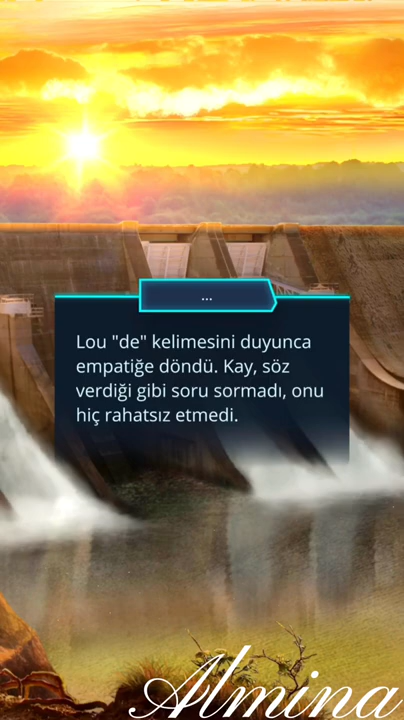 ...
Lou "de" kelimesini duyunca
empatiğe döndü. Kay, söz
verdiği gibi soru sormadı, onu
hiç rahatsız etmedi.
Almina